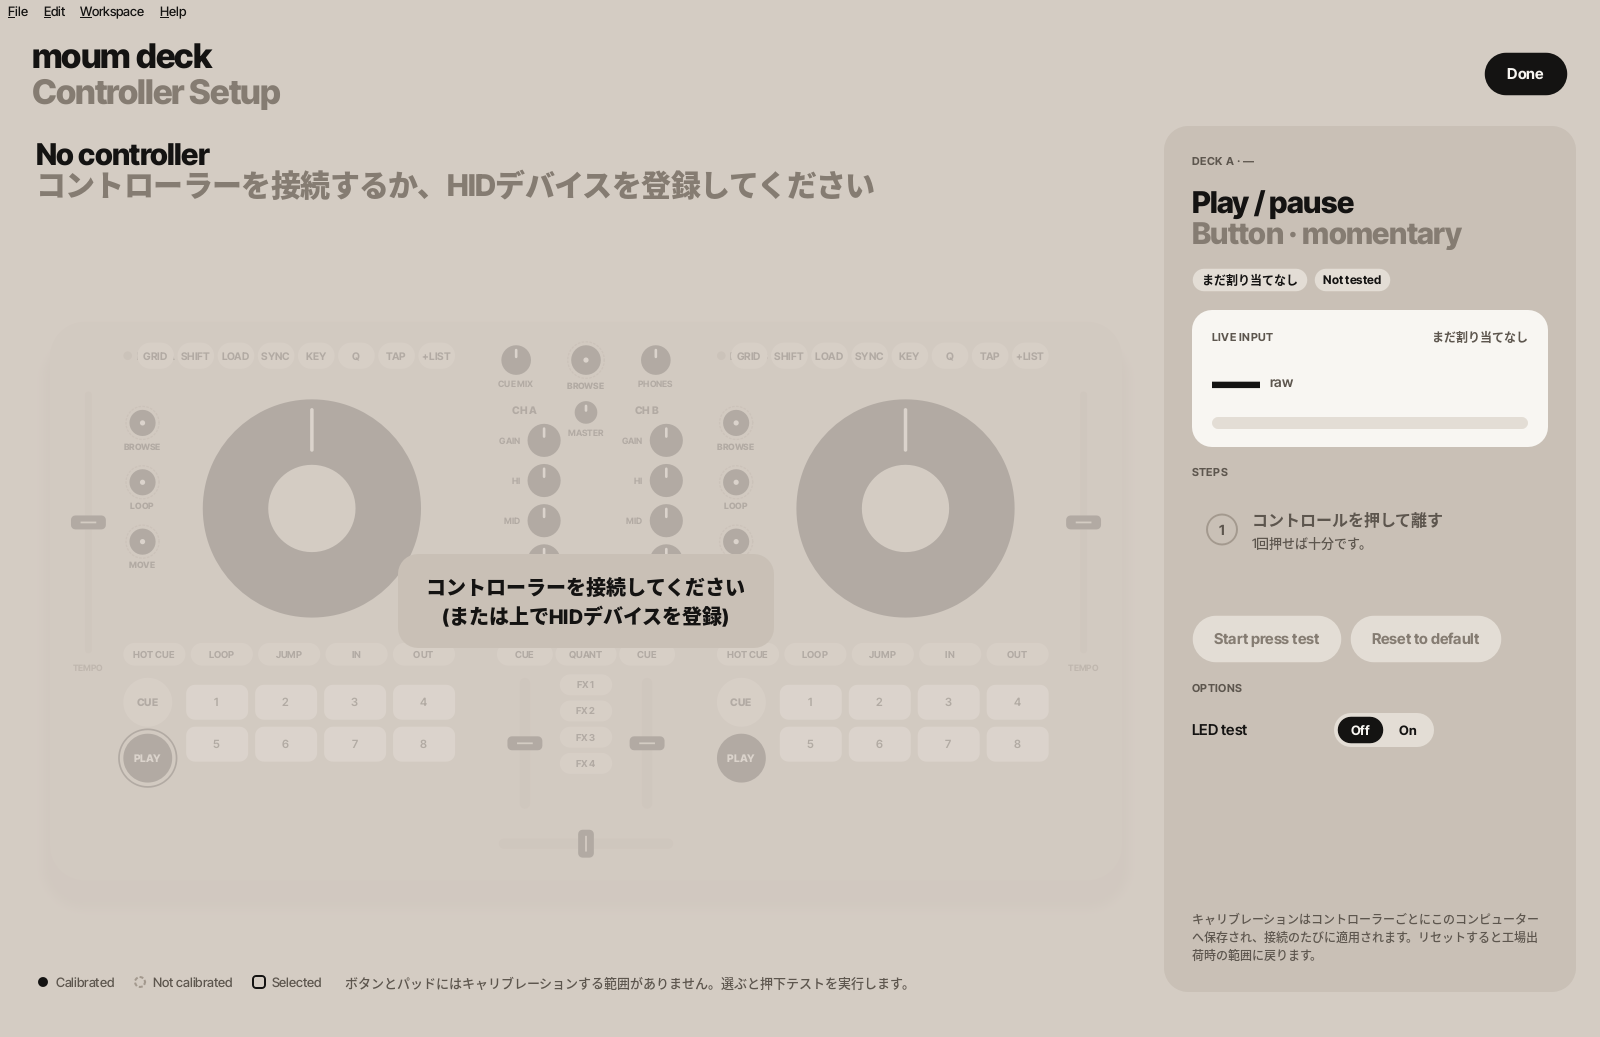 File Edit Workspace Help
moum deck
Controller Setup
Done
No controller
コントローラーを接続するか、HIDデバイスを登録してください
GRID SHIFT LOAD SYNC KEY Q TAP +LIST
CUE MIX BROWSE PHONES
GRID SHIFT LOAD SYNC KEY Q TAP +LIST
CH A CH B
MASTER
BROWSE GAIN GAIN BROWSE
HI HI
LOOP LOOP
MID MID
MOVE
コントローラーを接続してください
(または上でHIDデバイスを登録)
HOT CUE LOOP JUMP IN OUT CUE QUANT CUE HOT CUE LOOP JUMP IN OUT
TEMPO TEMPO
FX 1
CUE 1 2 3 4 CUE 1 2 3 4
FX 2
FX 3
5 6 7 8 5 6 7 8
PLAY PLAY
FX 4
Calibrated Not calibrated Selected ボタンとパッドにはキャリブレーションする範囲がありません。選ぶと押下テストを実行します。
DECK A · —
Play / pause
Button · momentary
まだ割り当てなし Not tested
LIVE INPUT まだ割り当てなし
raw
STEPS
1 コントロールを押して離す
1回押せば十分です。
Start press test Reset to default
OPTIONS
LED test Off On
キャリブレーションはコントローラーごとにこのコンピューター
へ保存され、接続のたびに適用されます。リセットすると工場出
荷時の範囲に戻ります。